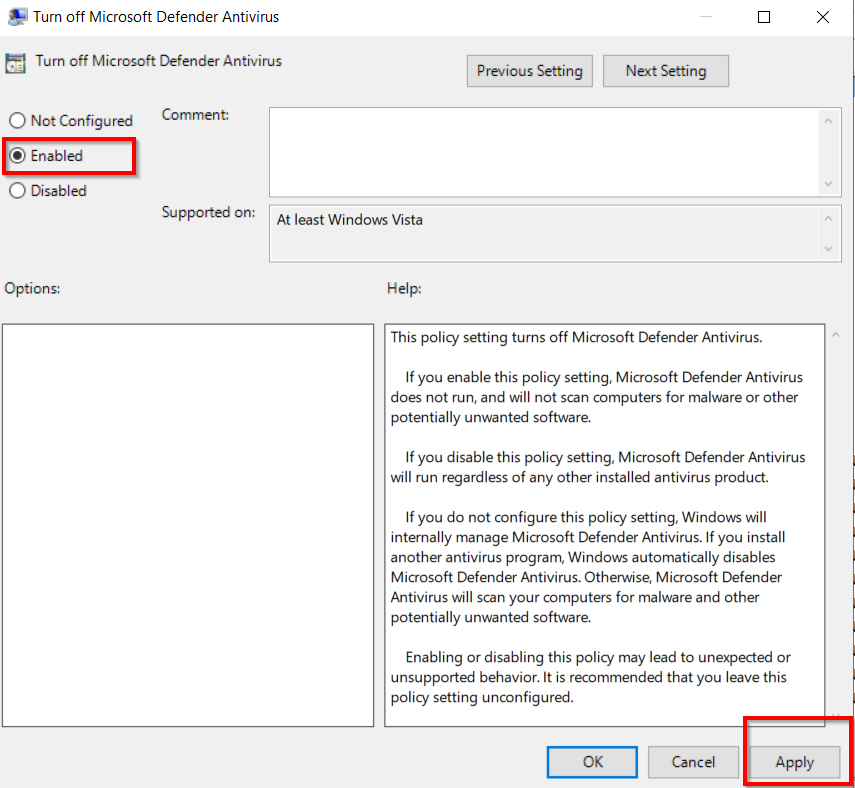 Turn off Microsoft Defender Antivirus
Turn off Microsoft Defender Antivirus
Previous Setting
Next Setting
Not Configured
Enabled
Disabled
Comment:
Supported on:
At least Windows Vista
Options:
Help:
This policy setting turns off Microsoft Defender Antivirus.
If you enable this policy setting, Microsoft Defender Antivirus
does not run, and will not scan computers for malware or other
potentially unwanted software.
If you disable this policy setting, Microsoft Defender Antivirus
will run regardless of any other installed antivirus product.
If you do not configure this policy setting, Windows will
internally manage Microsoft Defender Antivirus. If you install
another antivirus program, Windows automatically disables
Microsoft Defender Antivirus. Otherwise, Microsoft Defender
Antivirus will scan your computers for malware and other
potentially unwanted software.
Enabling or disabling this policy may lead to unexpected or
unsupported behavior. It is recommended that you leave this
policy setting unconfigured.
OK
Cancel
Apply